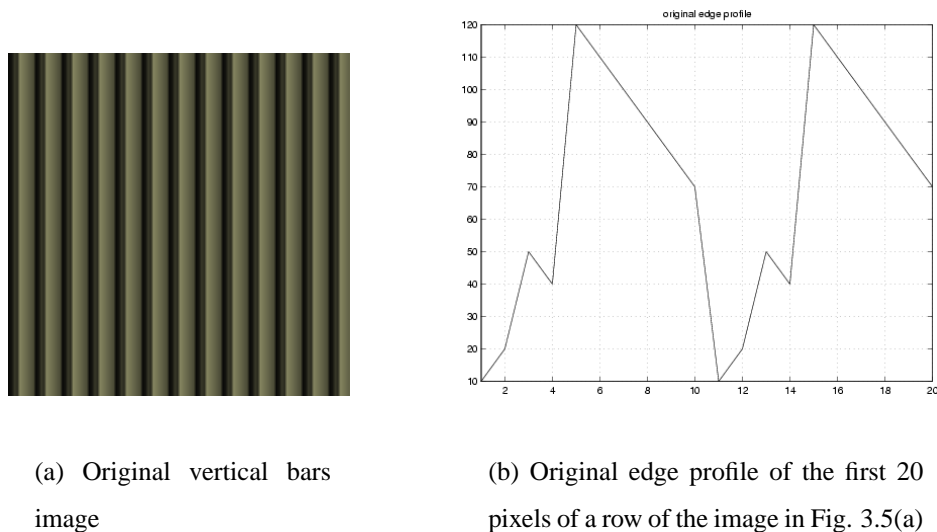 original edge profile
120
110
100
90
80
70
60
50
40
30
20
10
2 4 6 8 10 12 14 16 18 20
(a) Original vertical bars
image
(b) Original edge profile of the first 20
pixels of a row of the image in Fig. 3.5(a)